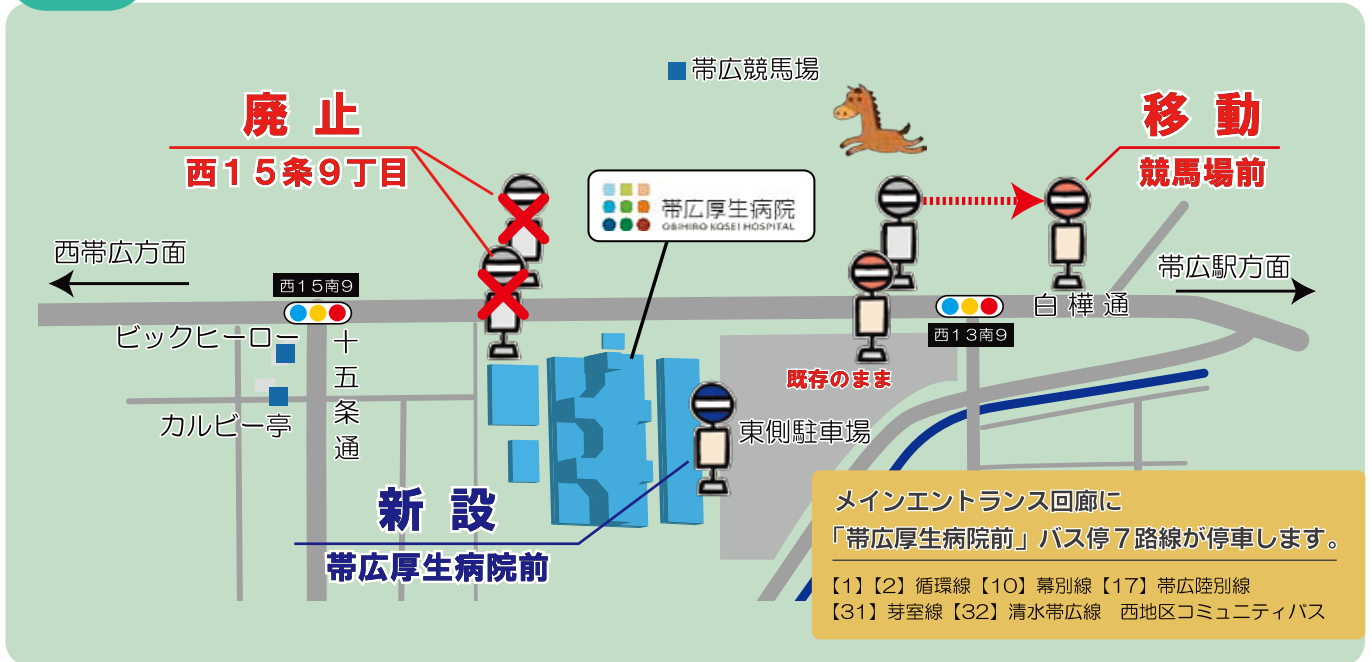 帯広競馬場
廃止
西１５条９丁目
移動
競馬場前
帯広厚生病院
OBIHIRO KOSEI HOSPITAL
西帯広方面
帯広駅方面
西15南9
白樺通
ビックヒーロー
西13南9
十五条通
既存のまま
カルビー亭
東側駐車場
新設
帯広厚生病院前
メインエントランス回廊に
「帯広厚生病院前」バス停７路線が停車します。
【1】【2】循環線【10】幕別線【17】帯広陸別線
【31】芽室線【32】清水帯広線　西地区コミュニティバス